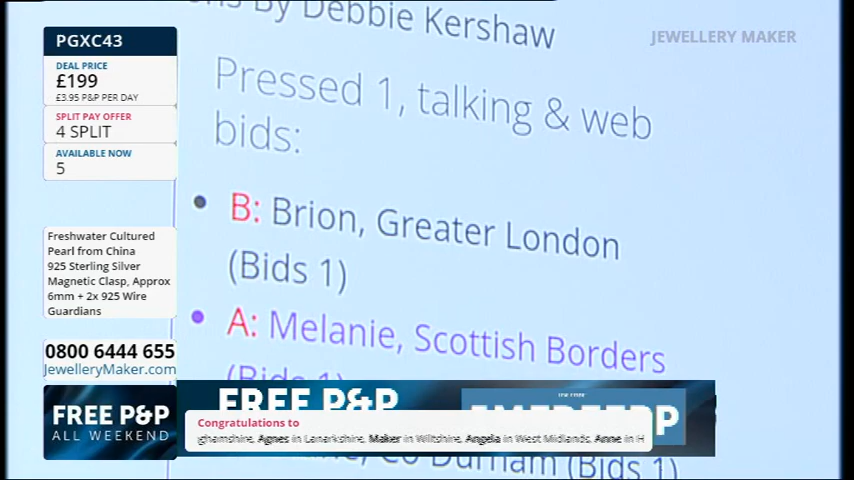 PGXC43
DEAL PRICE
£199
£3.95 P&P PER DAY
SPLIT PAY OFFER
4 SPLIT
AVAILABLE NOW
5
Freshwater Cultured
Pearl from China
925 Sterling Silver
Magnetic Clasp, Approx
6mm + 2x 925 Wire
Guardians
0800 6444 655
JewelleryMaker.com
FREE P&P
ALL WEEKEND
JEWELLERY MAKER
By Debbie Kershaw
Pressed 1, talking & web
bids:
B: Brion, Greater London
(Bids 1)
A: Melanie, Scottish Borders
(Bids 1)
FREE P&P
Congratulations to
Agnes in Lanarkshire, Maker in Wiltshire, Angela in West Midlands, Anne in H
Co Durham (Bids 1)